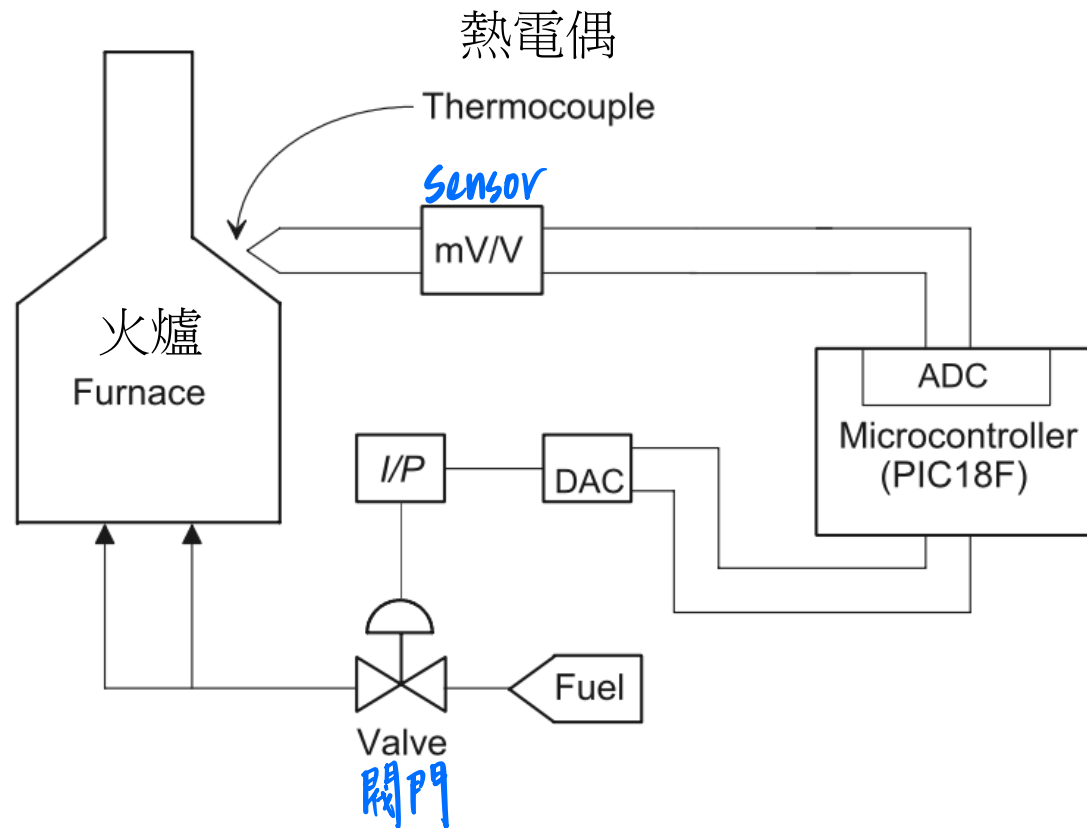 熱電偶
Thermocouple
Sensor
mV/V
火爐
Furnace
ADC
Microcontroller
(PIC18F)
I/P
DAC
Fuel
Valve
閥門